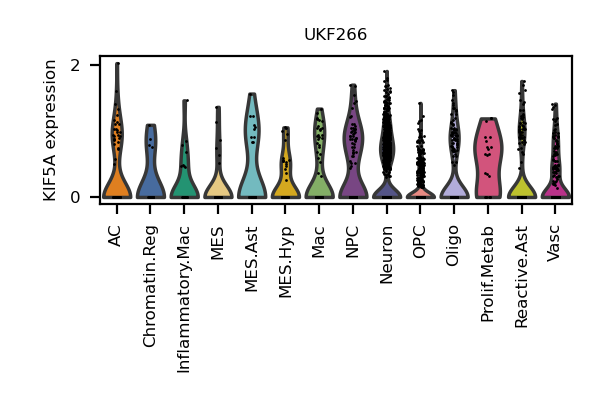 UKF266
KIF5A expression
2
0
AC
Chromatin.Reg
Inflammatory.Mac
MES
MES.Ast
MES.Hyp
Mac
NPC
Neuron
OPC
Oligo
Prolif.Metab
Reactive.Ast
Vasc